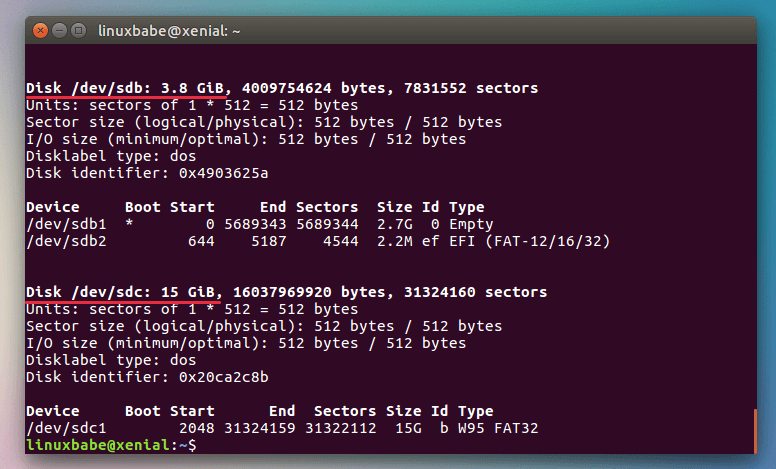 linuxbabe@xenial: ~
Disk /dev/sdb: 3.8 GiB, 4009754624 bytes, 7831552 sectors
Units: sectors of 1 * 512 = 512 bytes
Sector size (logical/physical): 512 bytes / 512 bytes
I/O size (minimum/optimal): 512 bytes / 512 bytes
Disklabel type: dos
Disk identifier: 0x4903625a
Device     Boot Start     End Sectors  Size Id Type
/dev/sdb1  *        0 5689343 5689344  2.7G  0 Empty
/dev/sdb2         644    5187    4544  2.2M ef EFI (FAT-12/16/32)
Disk /dev/sdc: 15 GiB, 16037969920 bytes, 31324160 sectors
Units: sectors of 1 * 512 = 512 bytes
Sector size (logical/physical): 512 bytes / 512 bytes
I/O size (minimum/optimal): 512 bytes / 512 bytes
Disklabel type: dos
Disk identifier: 0x20ca2c8b
Device     Boot Start      End  Sectors Size Id Type
/dev/sdc1        2048 31324159 31322112  15G  b W95 FAT32
linuxbabe@xenial:~$